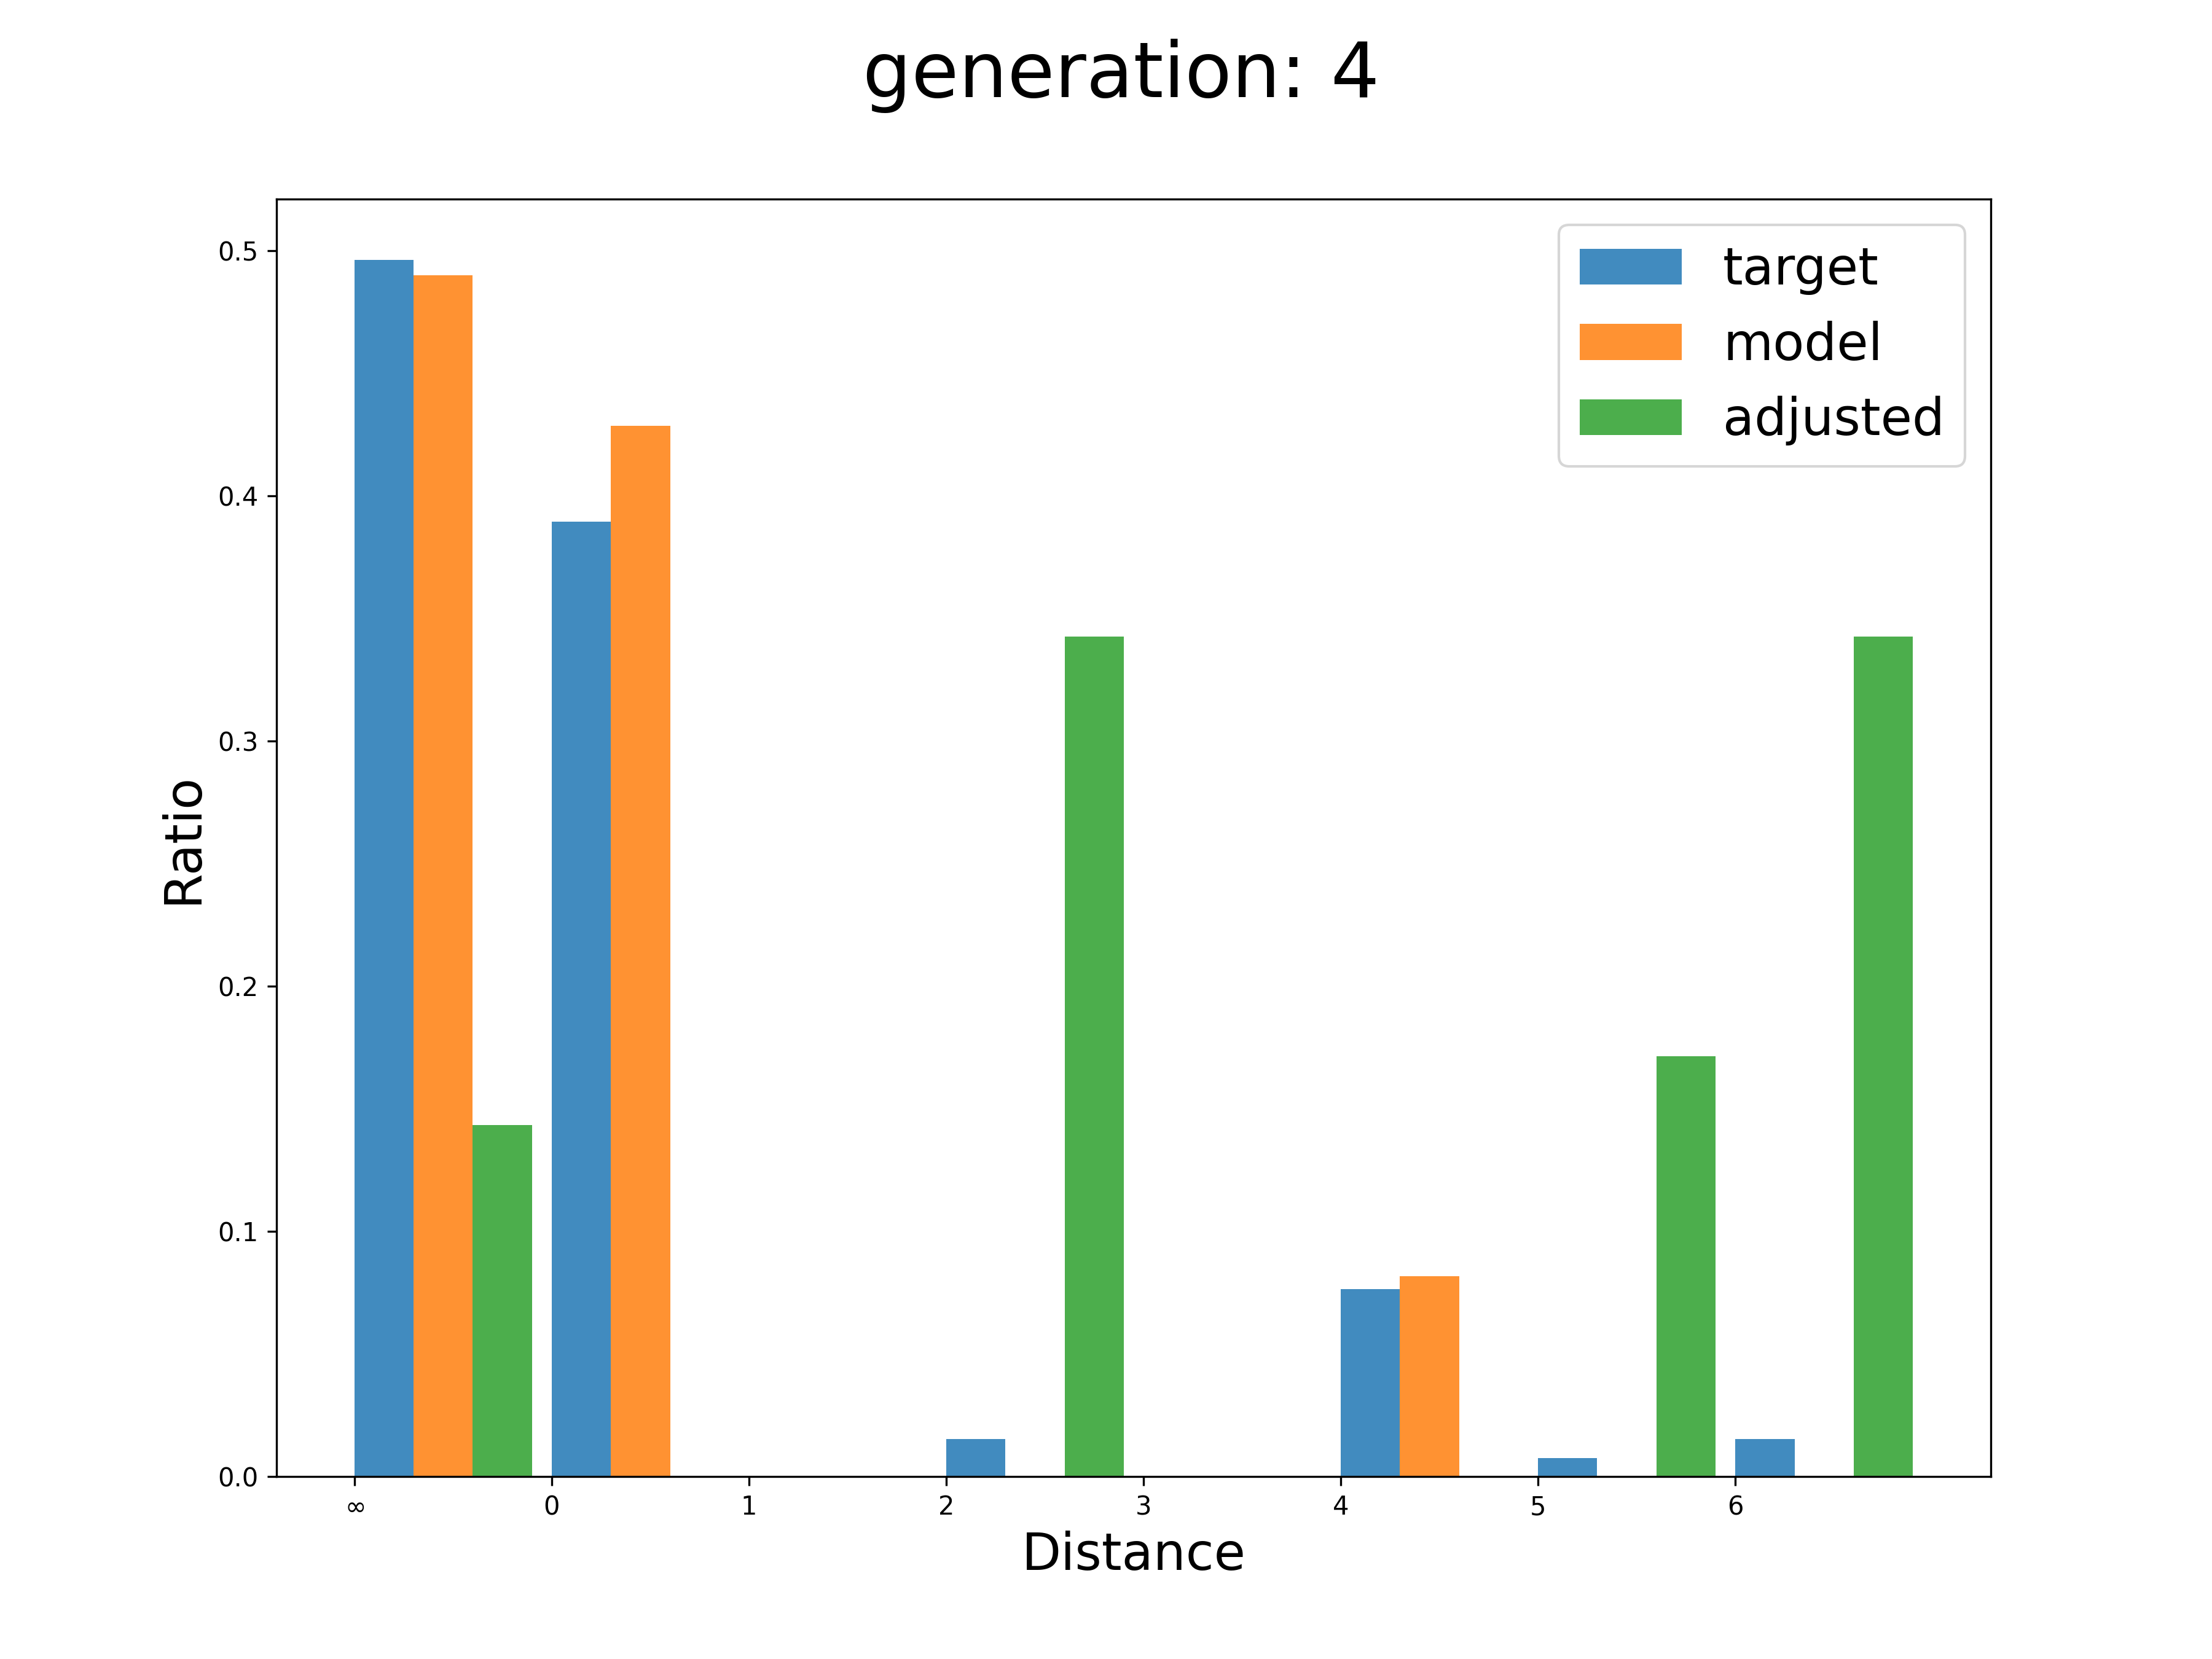 generation: 4
target
model
adjusted
0.5
0.4
0.3
0.2
0.1
0.0
Ratio
∞ 0 1 2 3 4 5 6
Distance